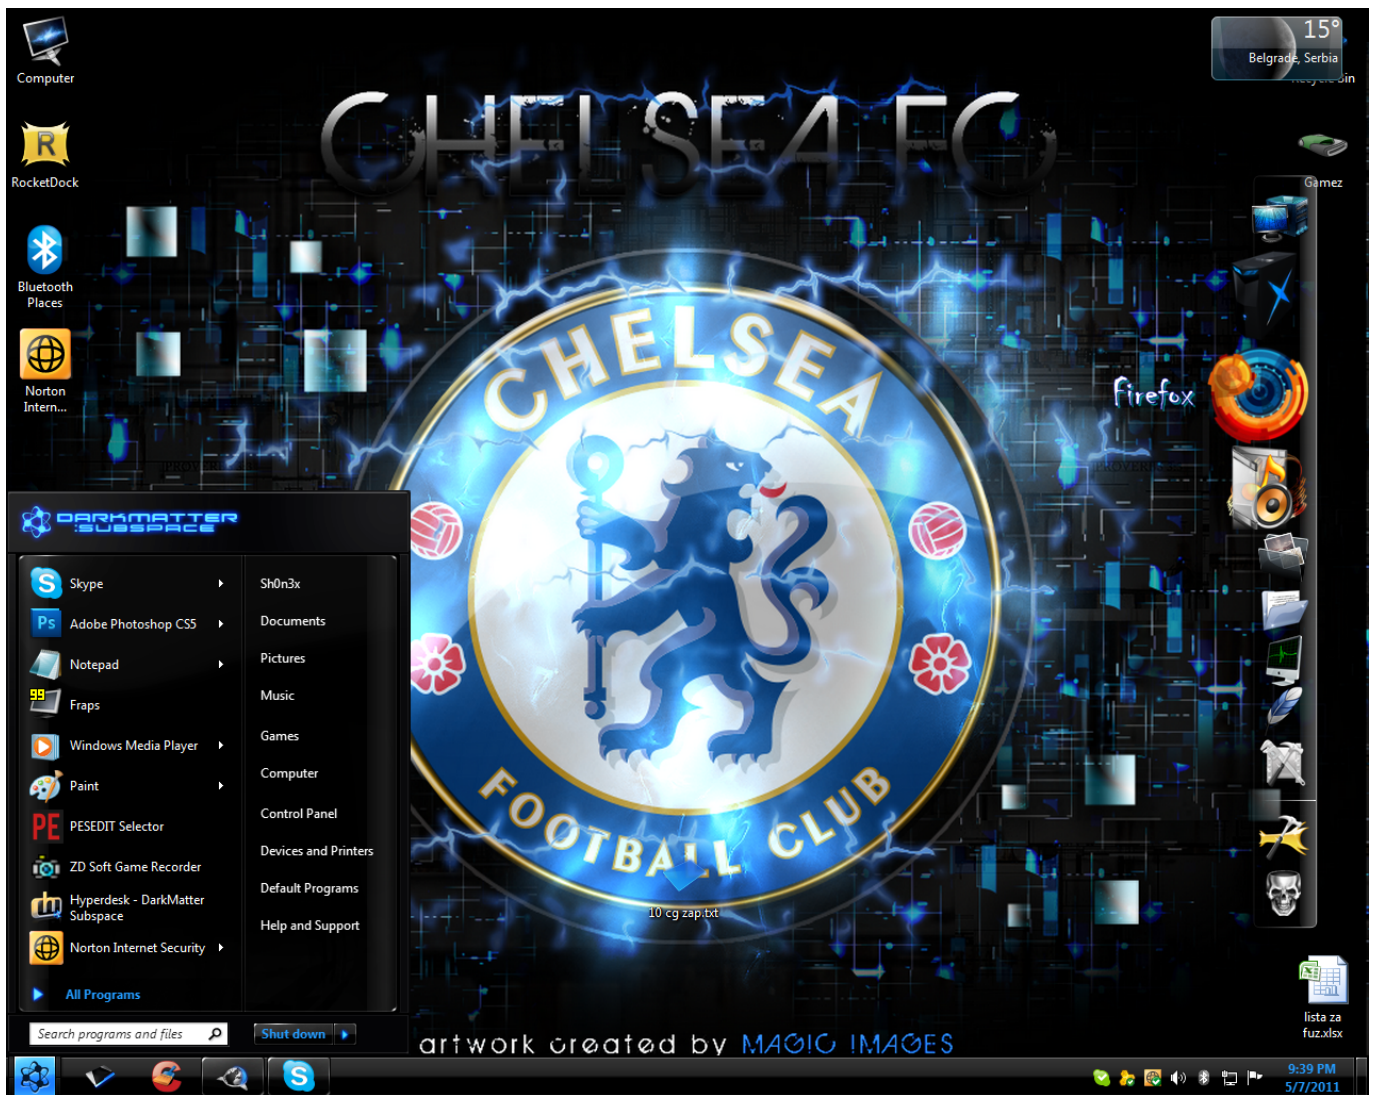 Computer
RocketDock
Bluetooth
Places
Norton
Intern...
CHELSEA FC
15°
Belgrade, Serbia
Recycle Bin
Gamez
firefox
CHELSEA
FOOTBALL CLUB
10 cg zap.txt
DARKMATTER
:SUBSPACE
Skype
Adobe Photoshop CS5
Notepad
99
Fraps
Windows Media Player
Paint
PESEDIT Selector
ZD Soft Game Recorder
Hyperdesk - DarkMatter
Subspace
Norton Internet Security
All Programs
Search programs and files
Sh0n3x
Documents
Pictures
Music
Games
Computer
Control Panel
Devices and Printers
Default Programs
Help and Support
Shut down
lista za
fuz.xlsx
artwork created by MAGIC IMAGES
9:39 PM
5/7/2011